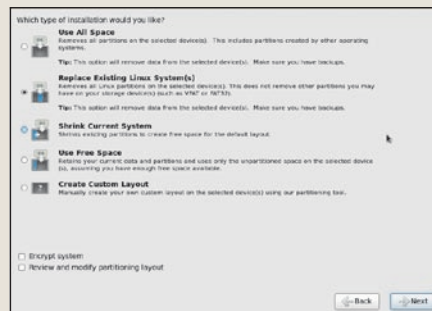 Which type of installation would you like?
Use All Space
Removes all partitions on the selected device(s). This includes partitions created by other operating
systems.
Tip: This option will remove data from the selected device(s). Make sure you have backups.
Replace Existing Linux System(s)
Removes all Linux partitions on the selected device(s). This does not remove other partitions you may
have on your storage device(s) (such as VFAT or FAT32).
Tip: This option will remove data from the selected device(s). Make sure you have backups.
Shrink Current System
Shrinks existing partitions to create free space for the default layout.
Use Free Space
Retains your current data and partitions and uses only the unpartitioned space on the selected device
(s), assuming you have enough free space available.
Create Custom Layout
Manually create your own custom layout on the selected device(s) using our partitioning tool.
Encrypt system
Review and modify partitioning layout
Back
Next